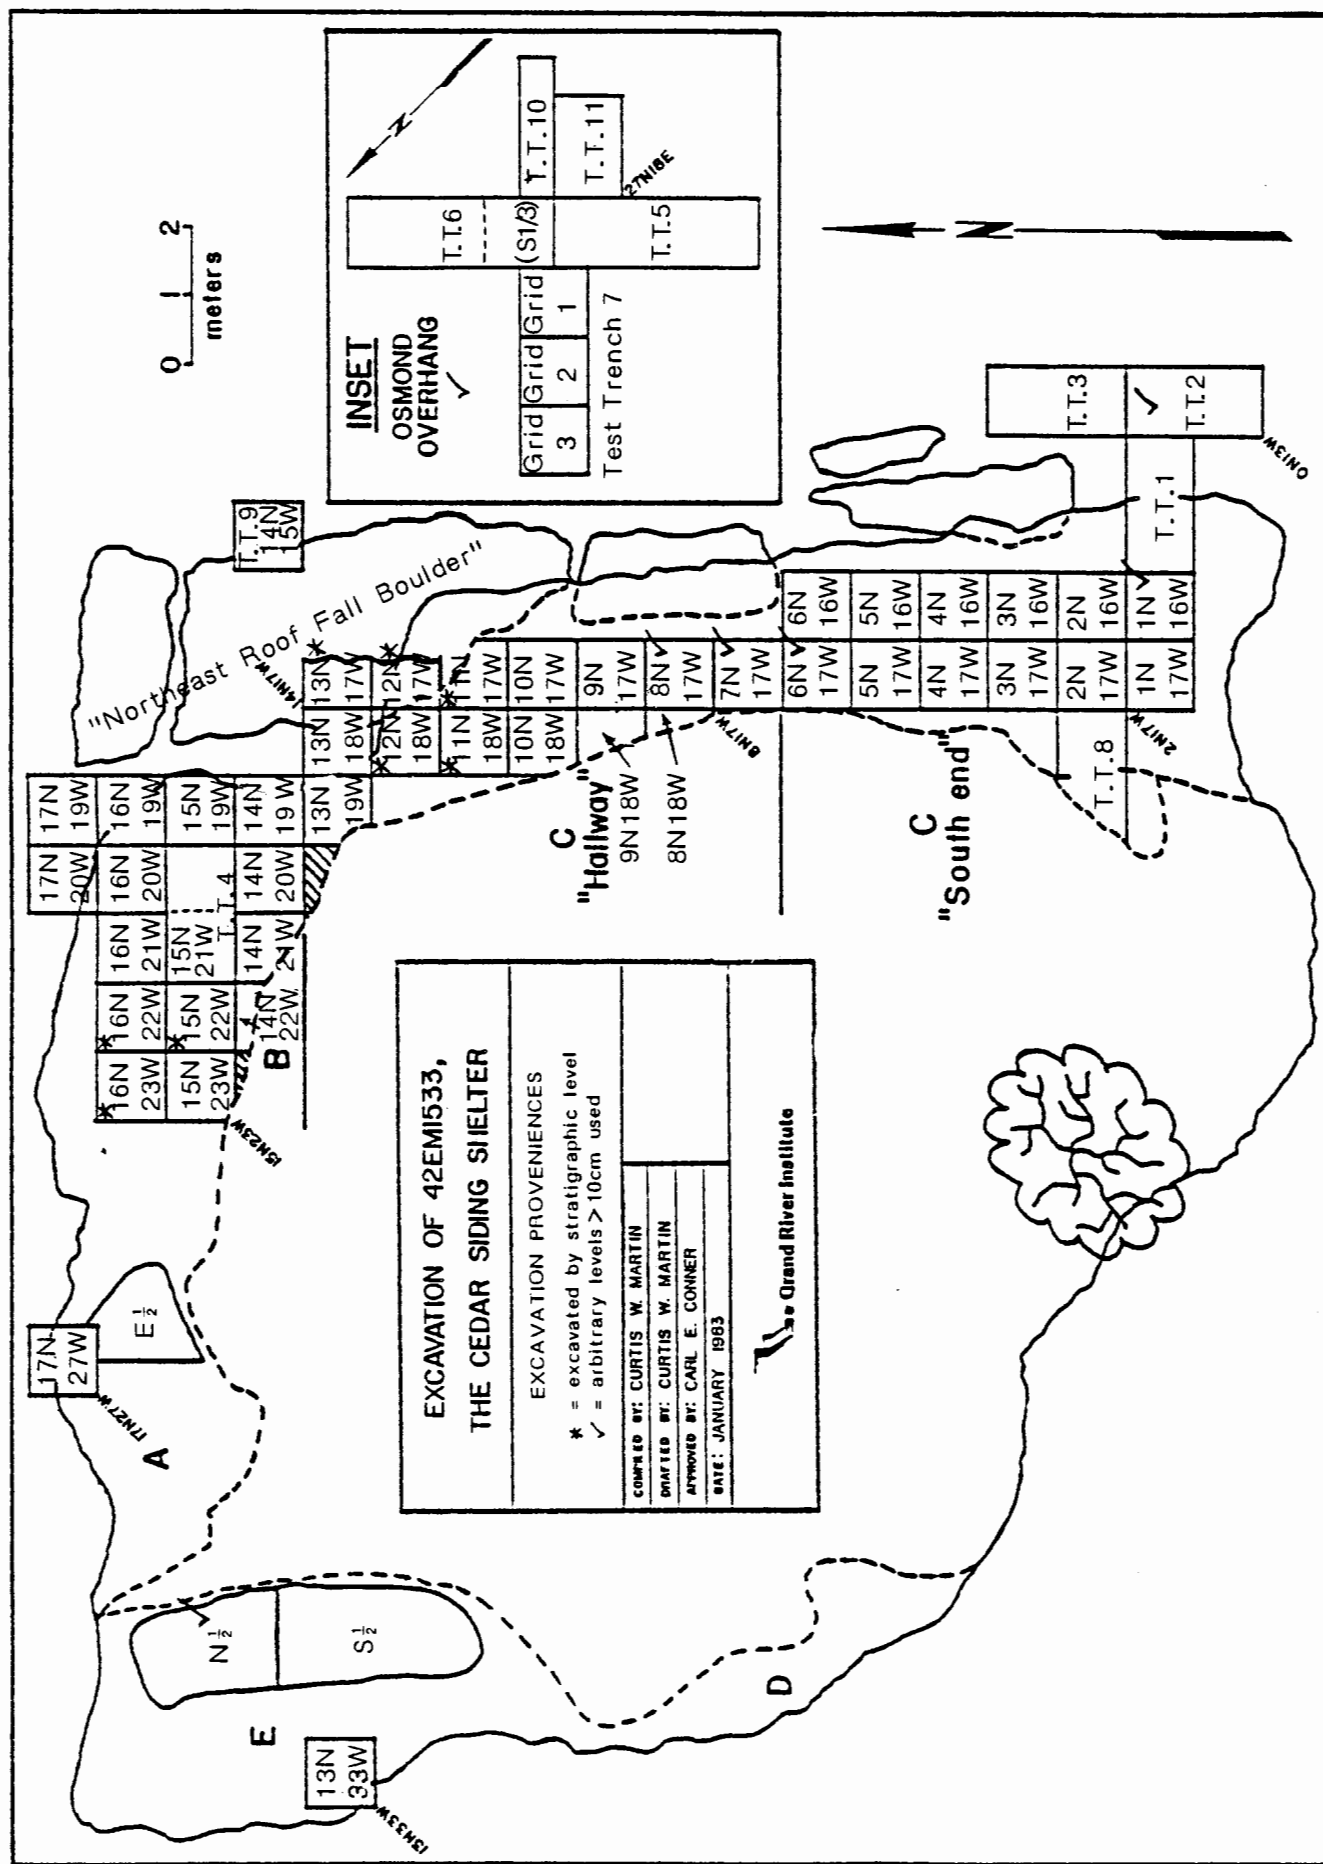 EXCAVATION OF 42EM1533,
THE CEDAR SIDING SHELTER
EXCAVATION PROVENIENCES
* = excavated by stratigraphic level
✓ = arbitrary levels > 10cm used
COMPILED BY: CURTIS W. MARTIN
DRAFTED BY: CURTIS W. MARTIN
APPROVED BY: CARL E. CONNER
DATE: JANUARY 1983
Grand River Institute
0 1 2
meters
INSET
OSMOND
OVERHANG
✓
T.T.6
(S1/3)
T.T.5
*T.T.10
T.T.11
27N18E
Grid
3
Grid
2
Grid
1
Test Trench 7
N
N
17N
27W
17N27W
E½
A
N½
S½
E
13N
33W
13N33W
D
17N
20W
17N
19W
*16N
23W
*16N
22W
16N
21W
16N
20W
16N
19W
15N
23W
*15N
22W
15N
21W
T.T.4
15N
19W
15N23W
B
14N
22W
14N
21W
14N
20W
14N
19W
13N
19W
13N
18W
13N*
17W
14N17W
"Northeast Roof Fall Boulder"
T.T.9
14N
15W
*12N
18W
12N*
17W
*11N
18W
*11N
17W
10N
18W
10N
17W
9N
17W
8N
17W
7N
17W
8N17W
C
"Hallway"
9N18W
8N18W
6N
17W
6N
16W
5N
17W
5N
16W
4N
17W
4N
16W
3N
17W
3N
16W
2N
17W
2N
16W
1N
17W
1N
16W
2N17W
C
"South end"
T.T.8
T.T.1
T.T.3
✓
T.T.2
0N13W